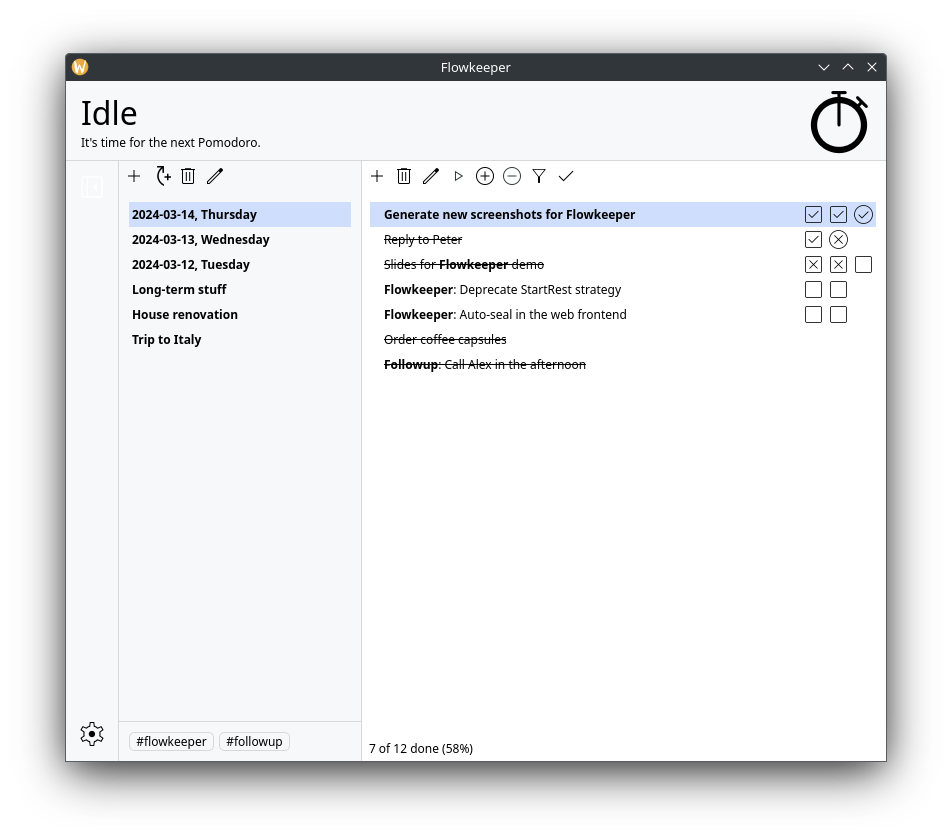 Flowkeeper
Idle
It's time for the next Pomodoro.
2024-03-14, Thursday
2024-03-13, Wednesday
2024-03-12, Tuesday
Long-term stuff
House renovation
Trip to Italy
#flowkeeper #followup
Generate new screenshots for Flowkeeper
Reply to Peter
Slides for Flowkeeper demo
Flowkeeper: Deprecate StartRest strategy
Flowkeeper: Auto-seal in the web frontend
Order coffee capsules
Followup: Call Alex in the afternoon
7 of 12 done (58%)